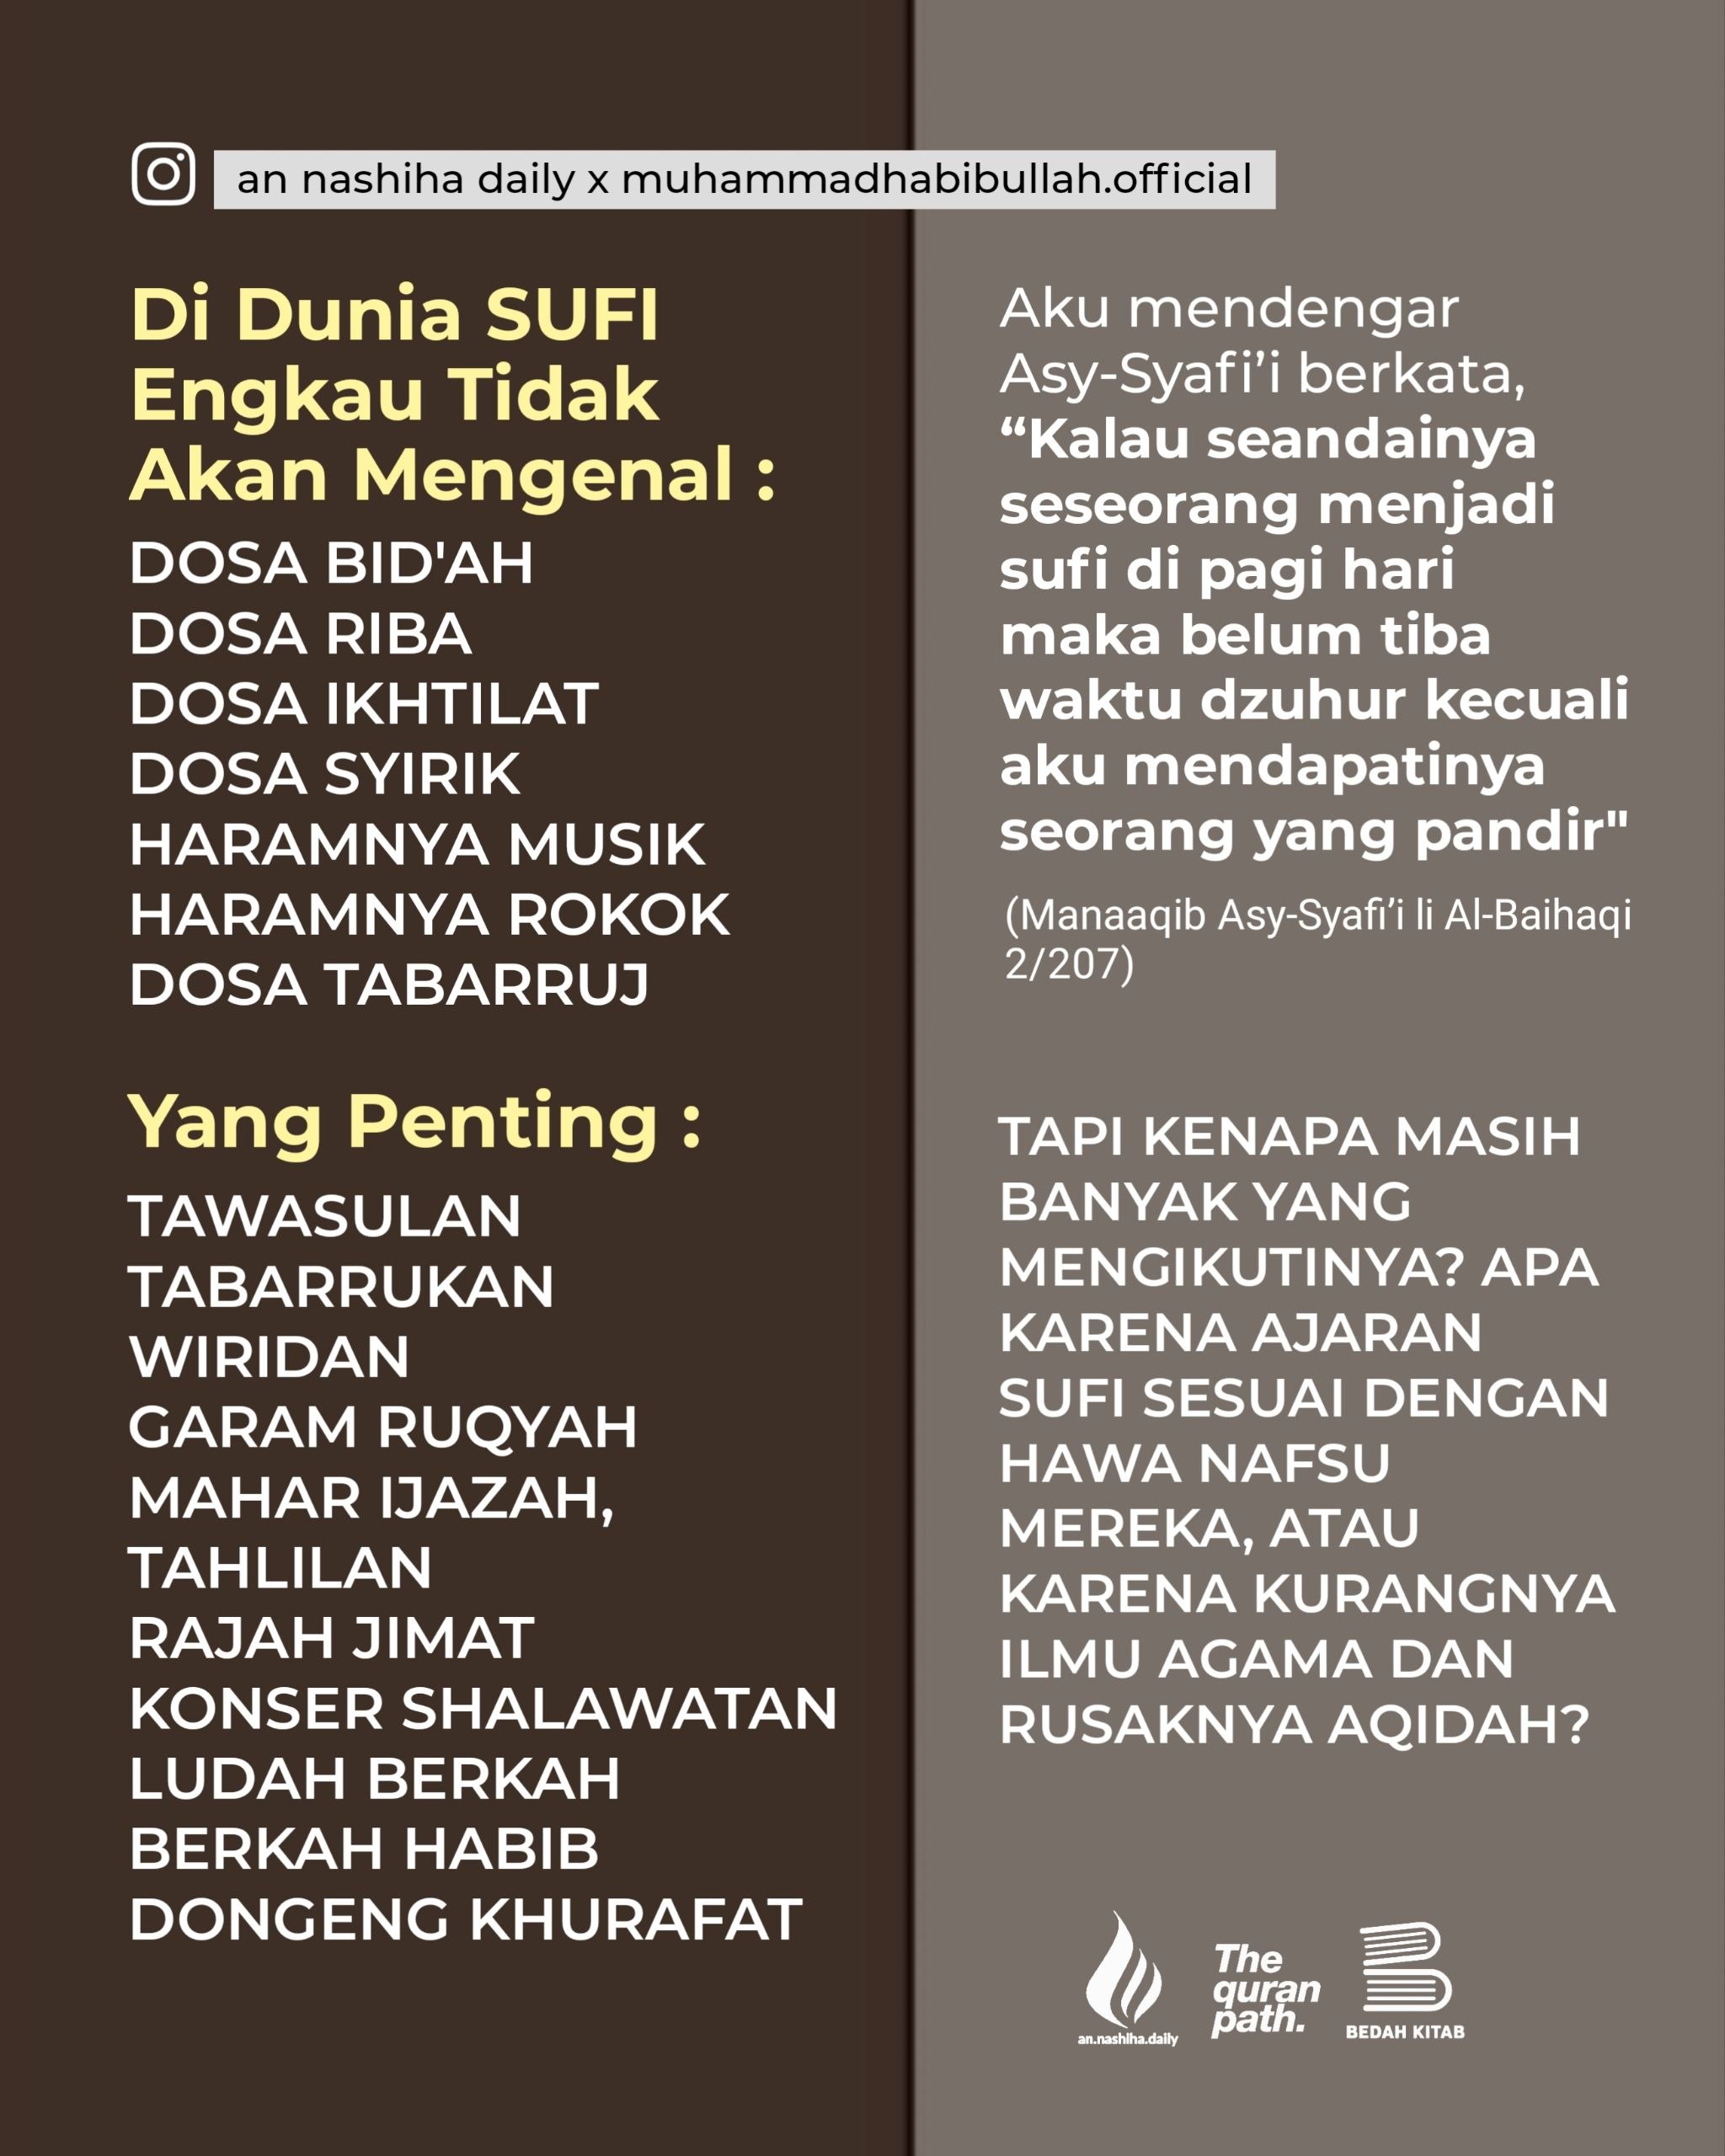 an nashiha daily x muhammadhabibullah.official
Di Dunia SUFI
Engkau Tidak
Akan Mengenal :
DOSA BID'AH
DOSA RIBA
DOSA IKHTILAT
DOSA SYIRIK
HARAMNYA MUSIK
HARAMNYA ROKOK
DOSA TABARRUJ
Yang Penting :
TAWASULAN
TABARRUKAN
WIRIDAN
GARAM RUQYAH
MAHAR IJAZAH,
TAHLILAN
RAJAH JIMAT
KONSER SHALAWATAN
LUDAH BERKAH
BERKAH HABIB
DONGENG KHURAFAT
Aku mendengar
Asy-Syafi’i berkata,
“Kalau seandainya
seseorang menjadi
sufi di pagi hari
maka belum tiba
waktu dzuhur kecuali
aku mendapatinya
seorang yang pandir"
(Manaaqib Asy-Syafi’i li Al-Baihaqi
2/207)
TAPI KENAPA MASIH
BANYAK YANG
MENGIKUTINYA? APA
KARENA AJARAN
SUFI SESUAI DENGAN
HAWA NAFSU
MEREKA, ATAU
KARENA KURANGNYA
ILMU AGAMA DAN
RUSAKNYA AQIDAH?
an.nashiha.daily
The
quran
path.
BEDAH KITAB